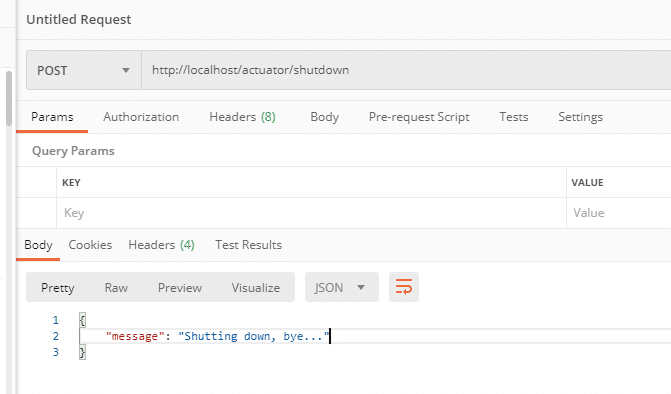 Untitled Request
POST http://localhost/actuator/shutdown
Params Authorization Headers (8) Body Pre-request Script Tests Settings
Query Params
KEY VALUE
Key Value
Body Cookies Headers (4) Test Results
Pretty Raw Preview Visualize JSON
1 {
2 "message": "Shutting down, bye..."
3 }